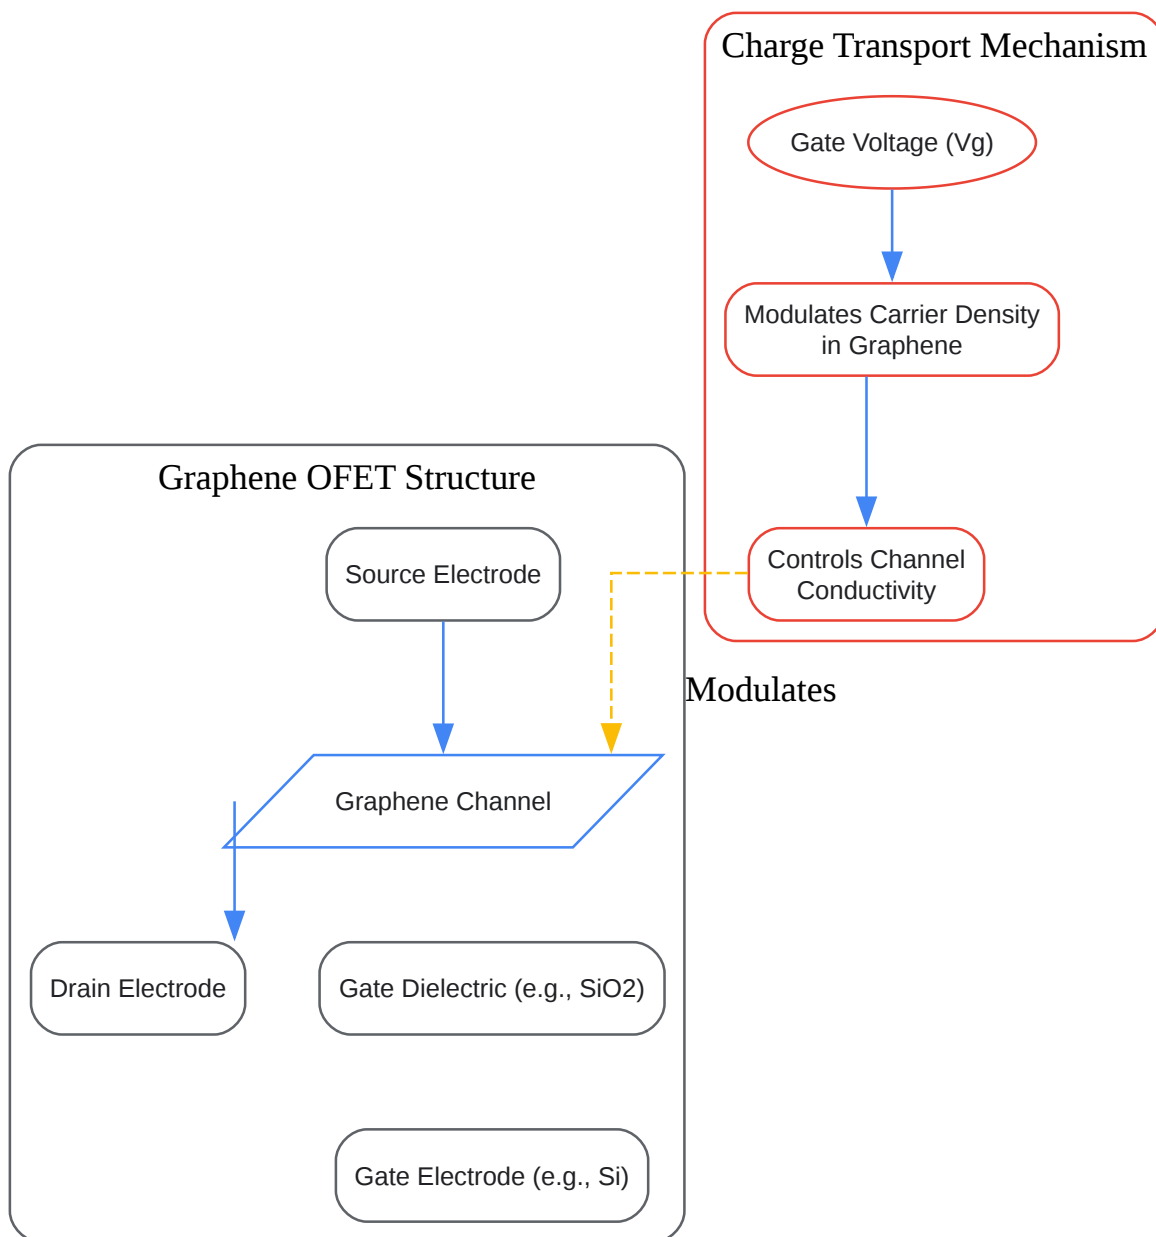 Charge Transport Mechanism
Gate Voltage (Vg)
Modulates Carrier Density
in Graphene
Controls Channel
Conductivity
Modulates
Graphene OFET Structure
Source Electrode
Graphene Channel
Drain Electrode
Gate Dielectric (e.g., SiO2)
Gate Electrode (e.g., Si)